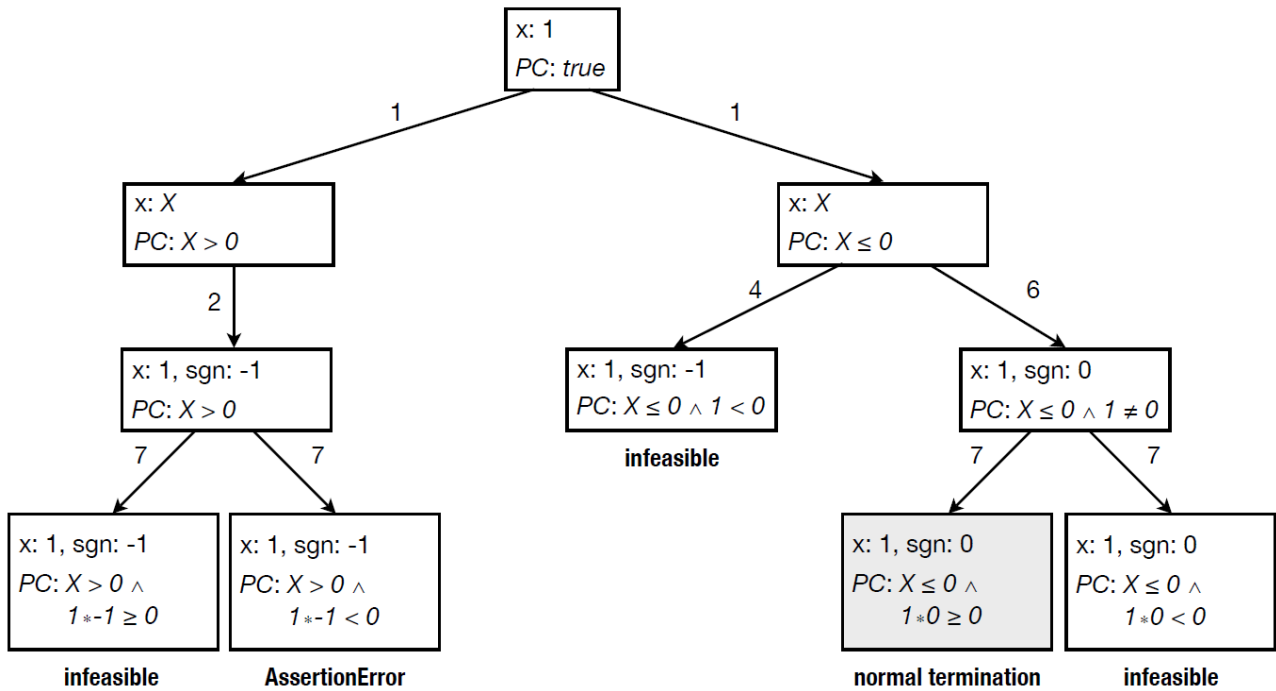 x: 1
PC: true
1
1
x: X
PC: X > 0
x: X
PC: X ≤ 0
2
4
6
x: 1, sgn: -1
PC: X > 0
x: 1, sgn: -1
PC: X ≤ 0 ∧ 1 < 0
infeasible
x: 1, sgn: 0
PC: X ≤ 0 ∧ 1 ≠ 0
7
7
7
7
x: 1, sgn: -1
PC: X > 0 ∧
1*-1 ≥ 0
infeasible
x: 1, sgn: -1
PC: X > 0 ∧
1*-1 < 0
AssertionError
x: 1, sgn: 0
PC: X ≤ 0 ∧
1*0 ≥ 0
normal termination
x: 1, sgn: 0
PC: X ≤ 0 ∧
1*0 < 0
infeasible